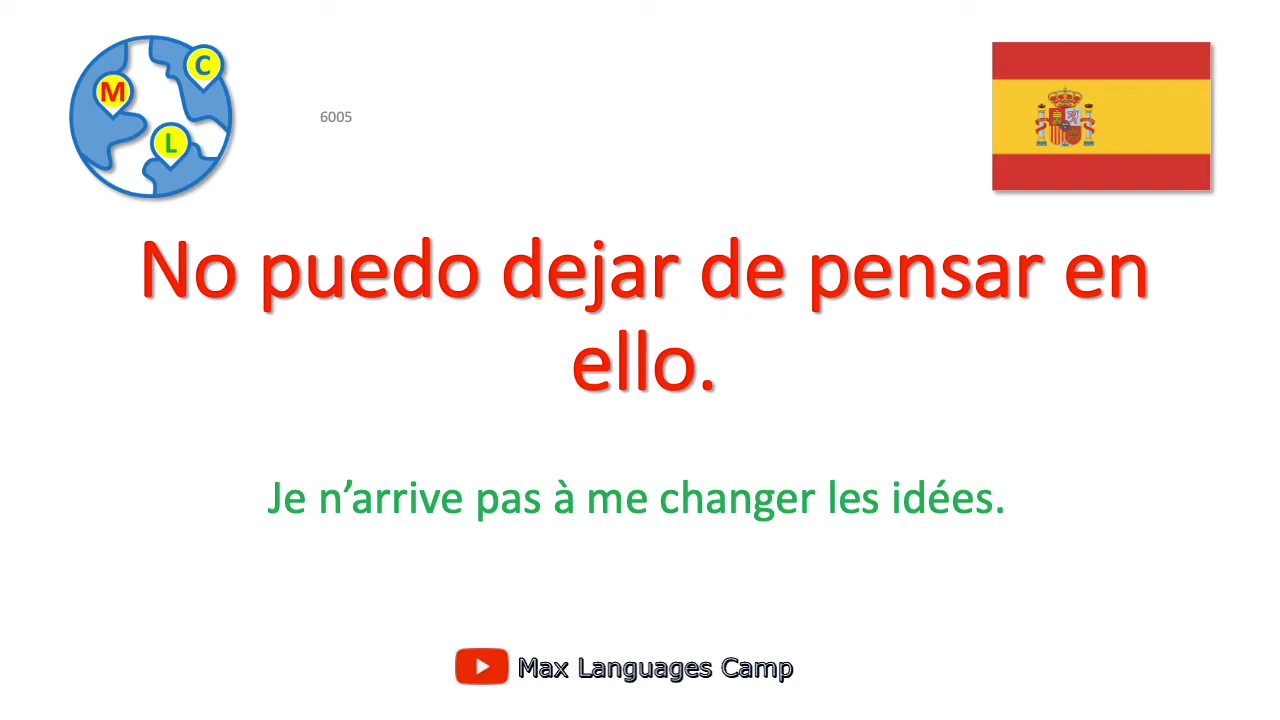 C
M
6005
L
No puedo dejar de pensar en
ello.
Je n’arrive pas à me changer les idées.
Max Languages Camp